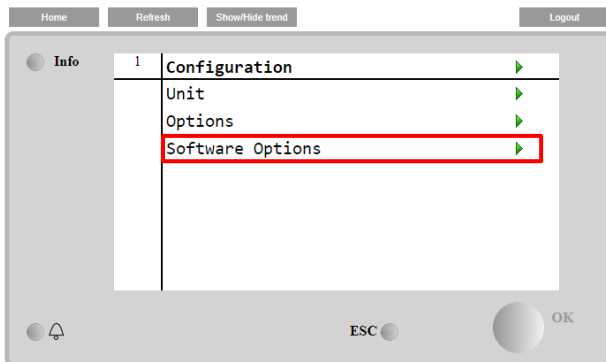 Home Refresh Show/Hide trend Logout
Info
1 Configuration
Unit
Options
Software Options
ESC
OK